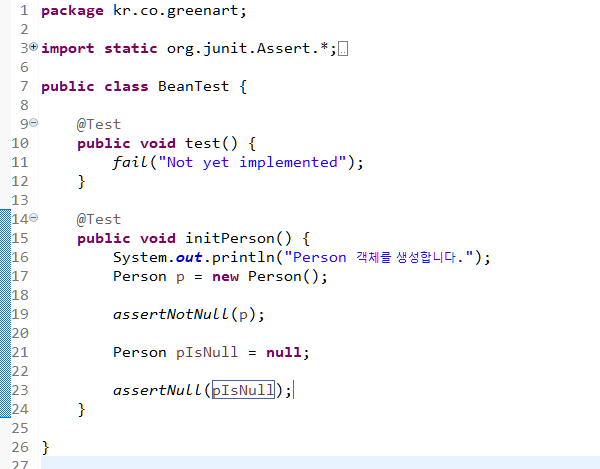 1 package kr.co.greenart;
2
3 import static org.junit.Assert.*;
6
7 public class BeanTest {
8
9 @Test
10 public void test() {
11 fail("Not yet implemented");
12 }
13
14 @Test
15 public void initPerson() {
16 System.out.println("Person 객체를 생성합니다.");
17 Person p = new Person();
18
19 assertNotNull(p);
20
21 Person pIsNull = null;
22
23 assertNull(pIsNull);
24 }
25
26 }
27